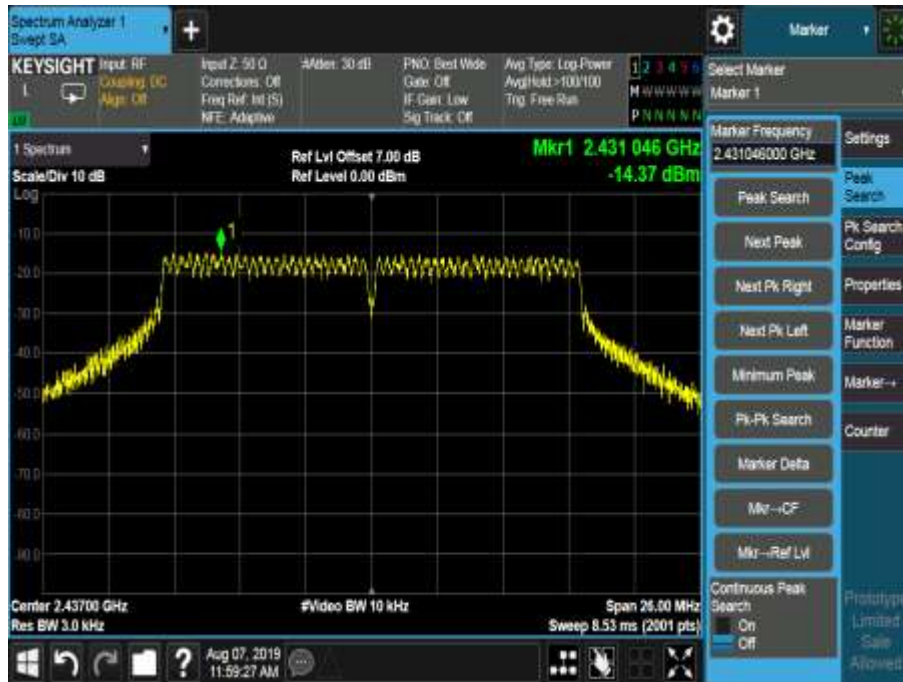 Spectrum Analyzer 1
Swept SA
+
Marker
KEYSIGHT
Input: RF
Coupling: DC
Align: Off
Input Z: 50 Ω
Corrections: Off
Freq Ref: Int (S)
NFE: Adaptive
#Atten: 30 dB
PNO: Best Wide
Gate: Off
IF Gain: Low
Sig Track: Off
Avg Type: Log-Power
Avg|Hold:>100/100
Trig: Free Run
1 2 3 4 5 6
M W W W W W
P N N N N N
L
Select Marker
Marker 1
1 Spectrum
Scale/Div 10 dB
Log
Ref Lvl Offset 7.00 dB
Ref Level 0.00 dBm
Mkr1 2.431 046 GHz
-14.37 dBm
1
-10.0
-20.0
-30.0
-40.0
-50.0
-60.0
-70.0
-80.0
-90.0
Center 2.43700 GHz
Res BW 3.0 kHz
#Video BW 10 kHz
Span 26.00 MHz
Sweep 8.53 ms (2001 pts)
Marker Frequency
2.431046000 GHz
Peak Search
Next Peak
Next Pk Right
Next Pk Left
Minimum Peak
Pk-Pk Search
Marker Delta
Mkr→CF
Mkr→Ref Lvl
Continuous Peak
Search
On
Off
Settings
Peak
Search
Pk Search
Config
Properties
Marker
Function
Marker→
Counter
Prototype
Limited
Sale
Allowed
?
Aug 07, 2019
11:59:27 AM